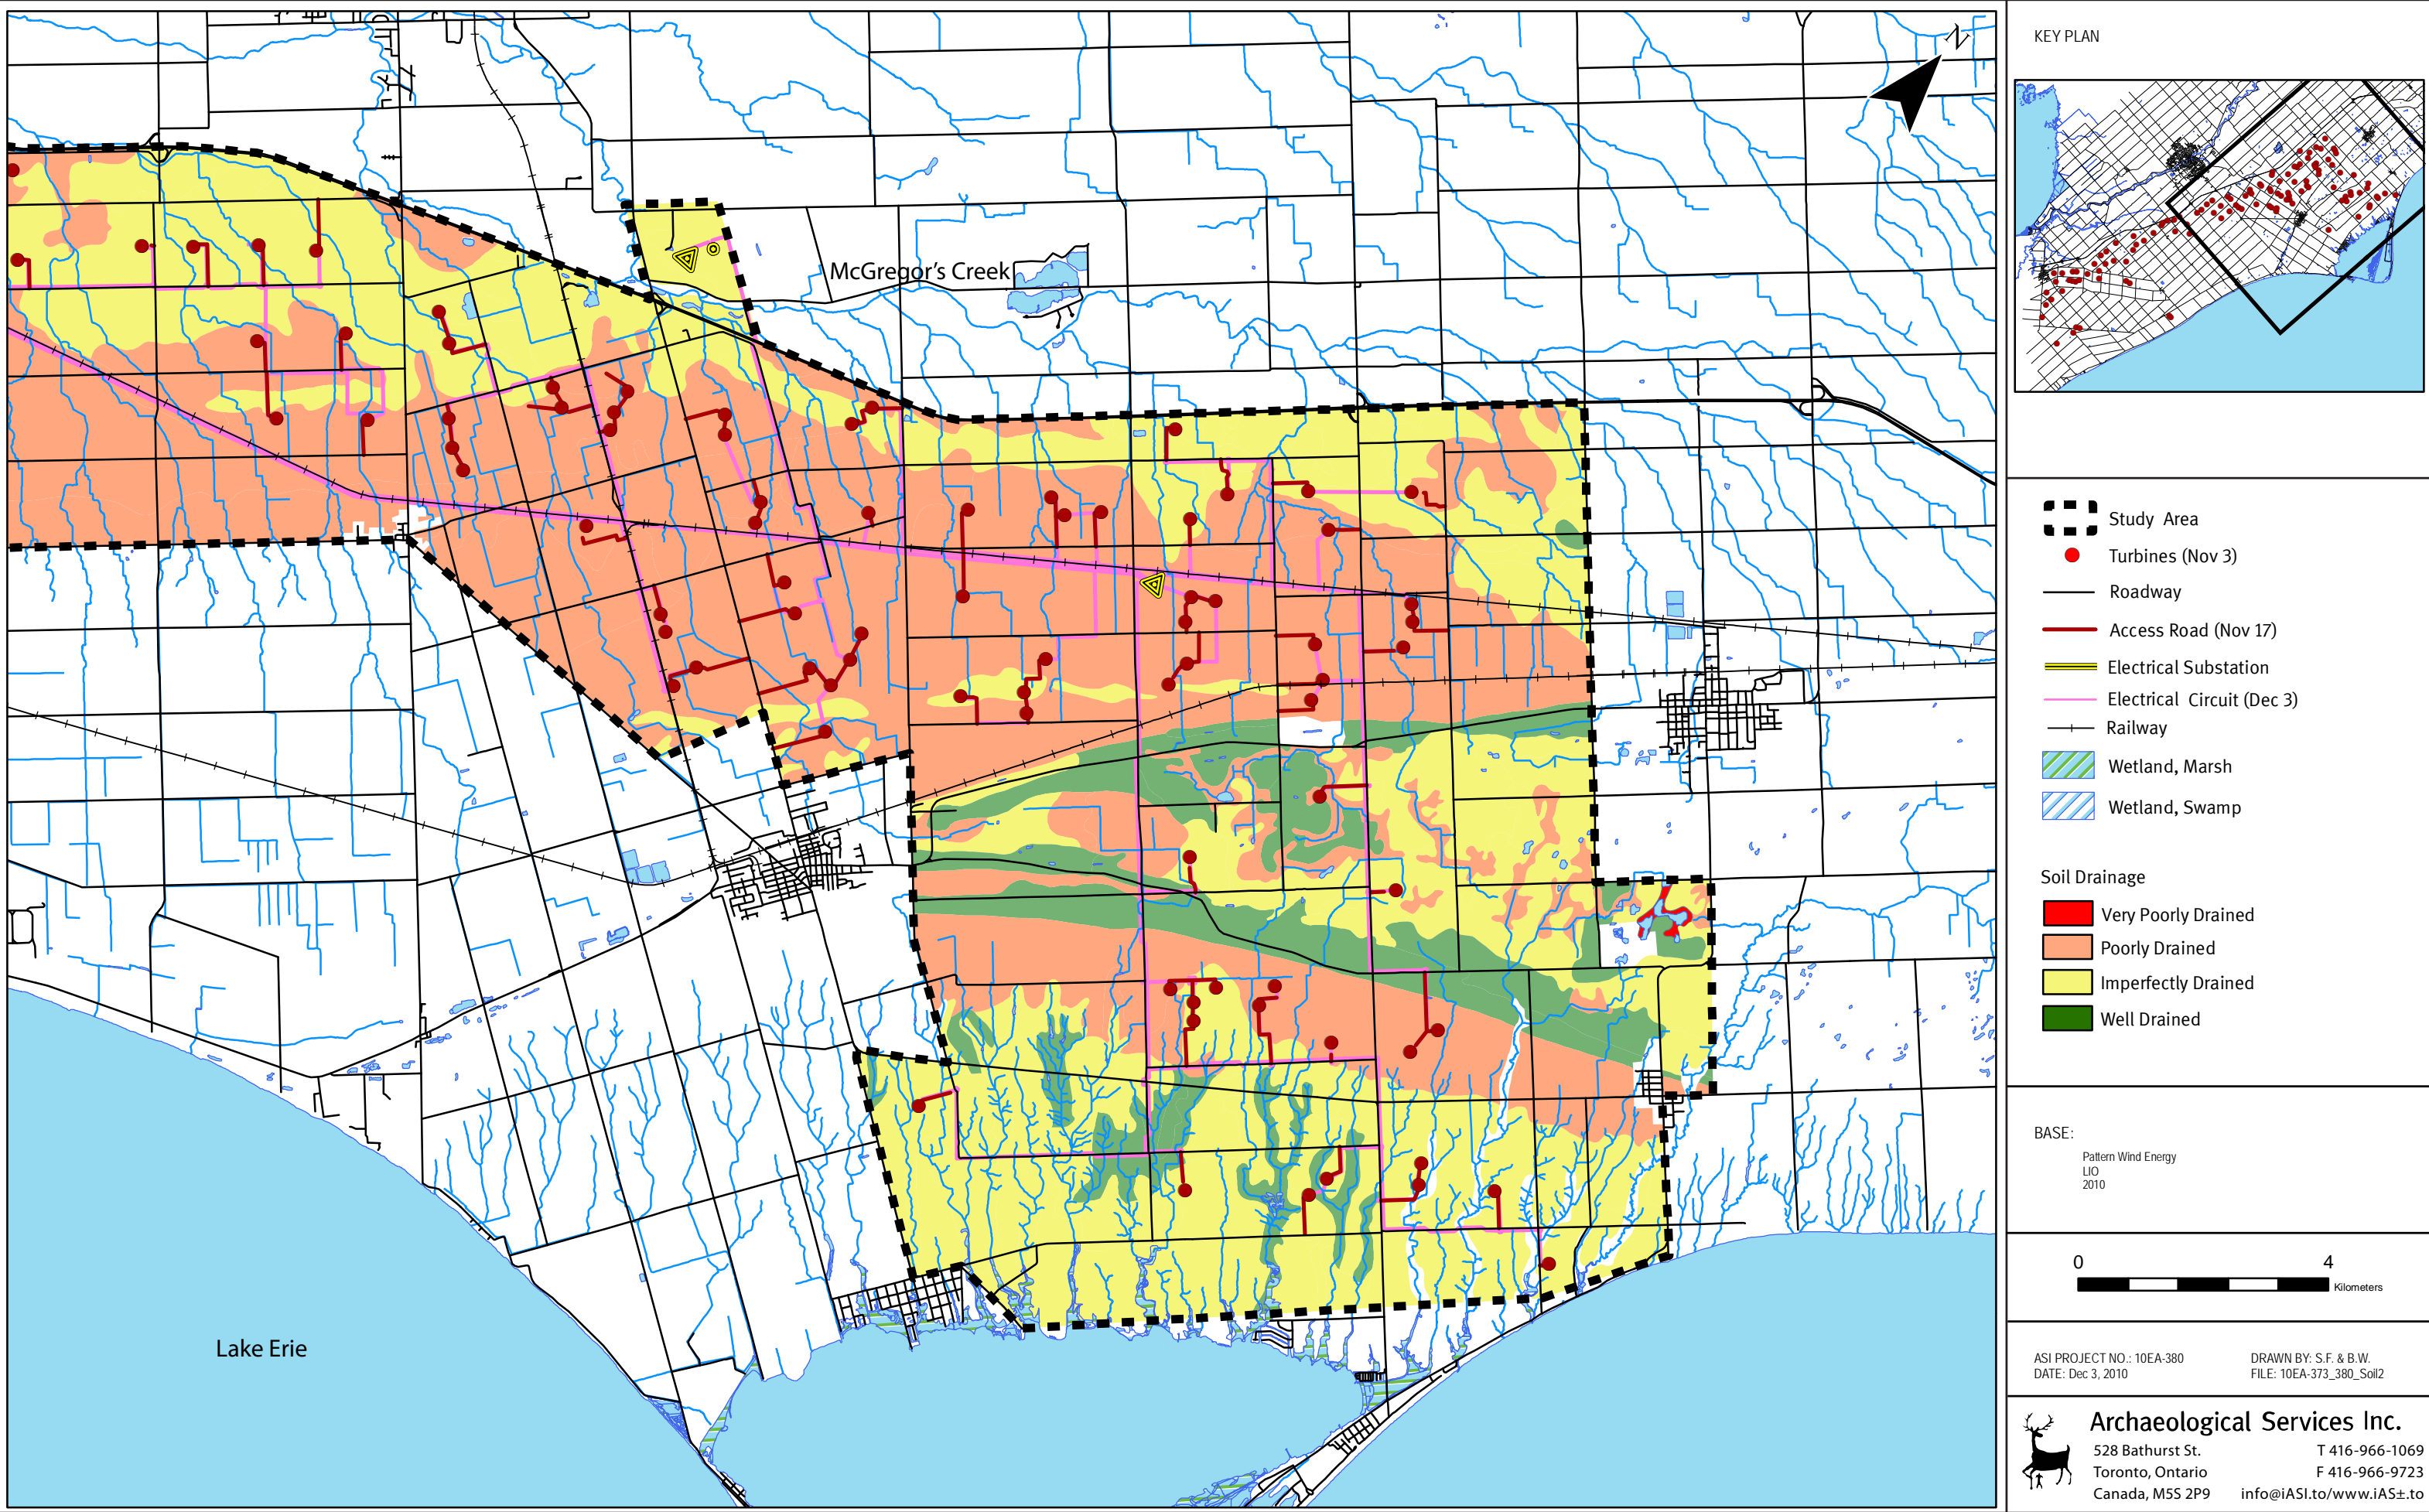 McGregor's Creek
Lake Erie
N
KEY PLAN
Study Area
Turbines (Nov 3)
Roadway
Access Road (Nov 17)
Electrical Substation
Electrical Circuit (Dec 3)
Railway
Wetland, Marsh
Wetland, Swamp
Soil Drainage
Very Poorly Drained
Poorly Drained
Imperfectly Drained
Well Drained
BASE:
Pattern Wind Energy
LIO
2010
0 4
Kilometers
ASI PROJECT NO.: 10EA-380 DRAWN BY: S.F. & B.W.
DATE: Dec 3, 2010 FILE: 10EA-373_380_Soil2
Archaeological Services Inc.
528 Bathurst St. T 416-966-1069
Toronto, Ontario F 416-966-9723
Canada, M5S 2P9 info@iASI.to/www.iAS±.to